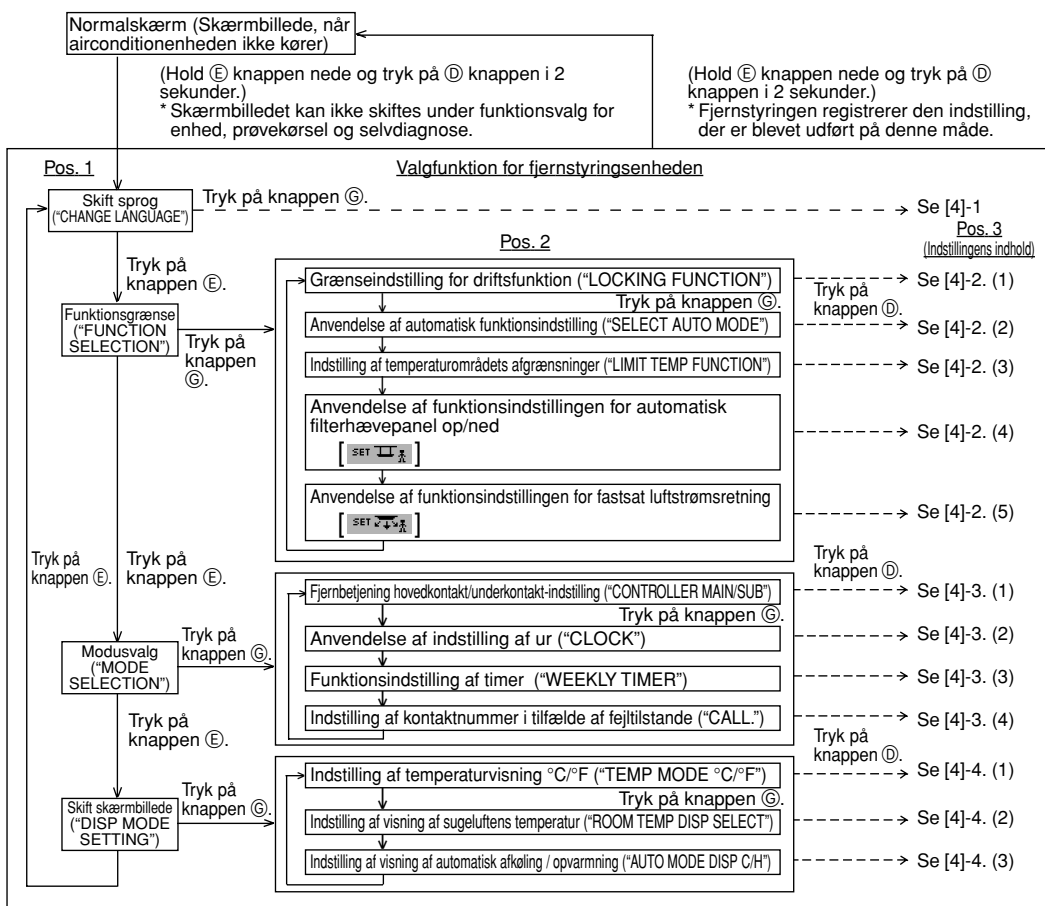 Normalskærm (Skærmbillede, når
airconditionenheden ikke kører)
(Hold Ⓔ knappen nede og tryk på Ⓓ knappen i 2
sekunder.)
* Skærmbilledet kan ikke skiftes under funktionsvalg for
enhed, prøvekørsel og selvdiagnose.
(Hold Ⓔ knappen nede og tryk på Ⓓ
knappen i 2 sekunder.)
* Fjernstyringen registrerer den indstilling,
der er blevet udført på denne måde.
Pos. 1
Valgfunktion for fjernstyringsenheden
Skift sprog
(“CHANGE LANGUAGE”)
Tryk på knappen Ⓖ.
Se [4]-1
Pos. 2
Pos. 3
(Indstillingens indhold)
Tryk på
knappen Ⓔ.
Funktionsgrænse
(“FUNCTION
SELECTION”)
Tryk på
knappen
Ⓖ.
Grænseindstilling for driftsfunktion (“LOCKING FUNCTION”)
Se [4]-2. (1)
Tryk på knappen Ⓖ.
Tryk på
knappen Ⓓ.
Anvendelse af automatisk funktionsindstilling (“SELECT AUTO MODE”)
Se [4]-2. (2)
Indstilling af temperaturområdets afgrænsninger (“LIMIT TEMP FUNCTION”)
Se [4]-2. (3)
Anvendelse af funktionsindstillingen for automatisk
filterhævepanel op/ned
[ SET ]
Se [4]-2. (4)
Anvendelse af funktionsindstillingen for fastsat luftstrømsretning
[ SET ]
Se [4]-2. (5)
Tryk på
knappen Ⓔ.
Tryk på
knappen Ⓔ.
Modusvalg
(“MODE
SELECTION”)
Tryk på
knappen Ⓖ.
Tryk på
knappen Ⓓ.
Fjernbetjening hovedkontakt/underkontakt-indstilling (“CONTROLLER MAIN/SUB”)
Se [4]-3. (1)
Tryk på knappen Ⓖ.
Anvendelse af indstilling af ur (“CLOCK”)
Se [4]-3. (2)
Funktionsindstilling af timer (“WEEKLY TIMER”)
Se [4]-3. (3)
Indstilling af kontaktnummer i tilfælde af fejltilstande (“CALL.”)
Se [4]-3. (4)
Tryk på
knappen Ⓔ.
Skift skærmbillede
(“DISP MODE
SETTING”)
Tryk på
knappen Ⓖ.
Tryk på
knappen Ⓓ.
Indstilling af temperaturvisning °C/°F (“TEMP MODE °C/°F”)
Se [4]-4. (1)
Tryk på knappen Ⓖ.
Indstilling af visning af sugeluftens temperatur (“ROOM TEMP DISP SELECT”)
Se [4]-4. (2)
Indstilling af visning af automatisk afkøling / opvarmning (“AUTO MODE DISP C/H”)
Se [4]-4. (3)